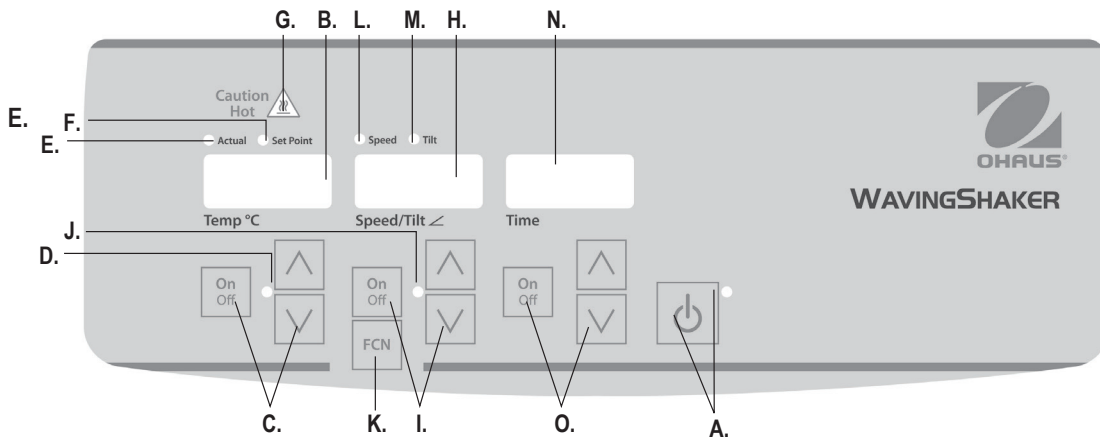 G. B. L. M. H. N.
Caution
Hot
E. F.
E. Actual Set Point Speed Tilt
OHAUS®
WAVINGSHAKER
Temp °C Speed/Tilt Time
J.
D.
On On On
Off Off Off
FCN
C. K. I. O. A.